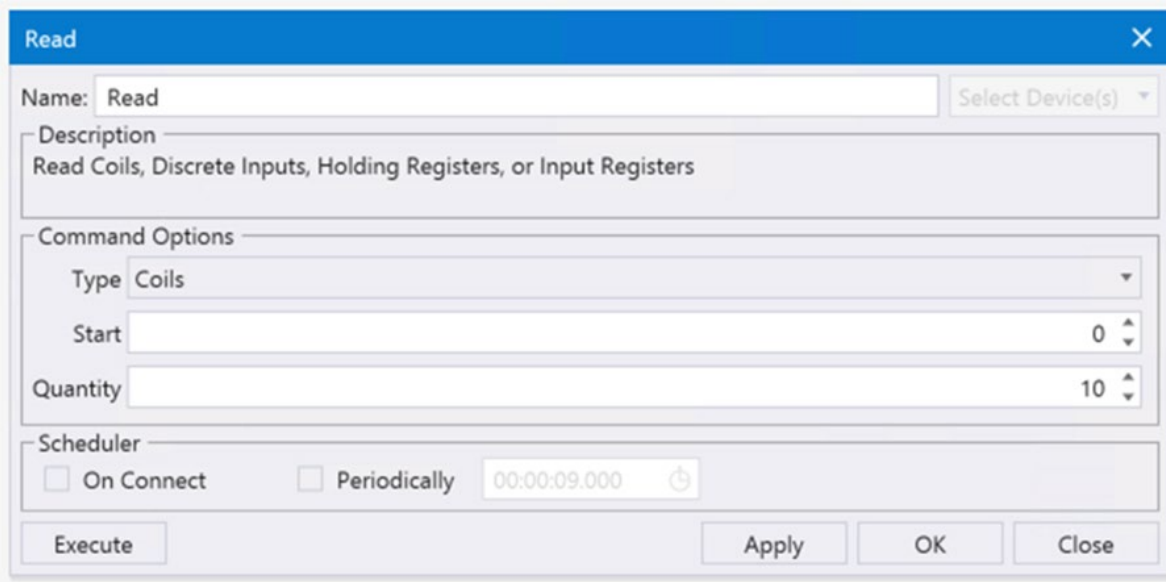 Read
Name: Read Select Device(s)
Description
Read Coils, Discrete Inputs, Holding Registers, or Input Registers
Command Options
Type Coils
Start 0
Quantity 10
Scheduler
On Connect Periodically 00:00:09.000
Execute Apply OK Close